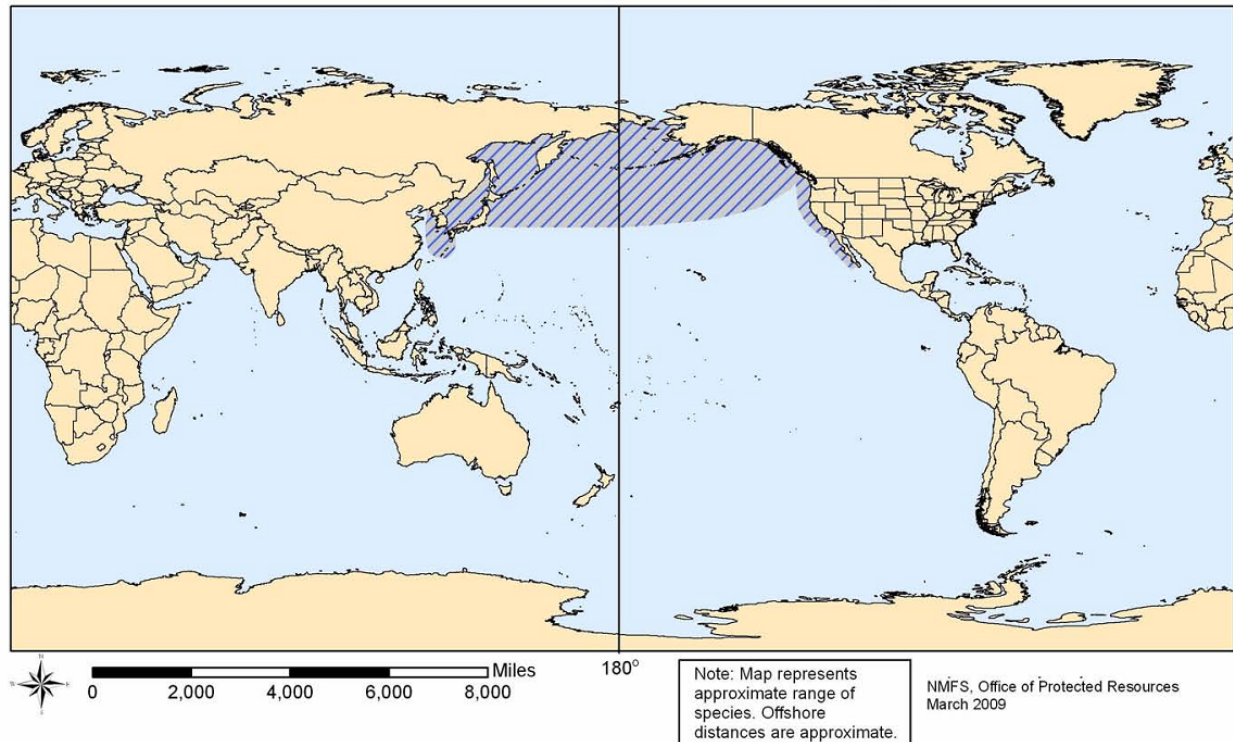 N
W
E
S
Miles
0 2,000 4,000 6,000 8,000
180°
Note: Map represents
approximate range of
species. Offshore
distances are approximate.
NMFS, Office of Protected Resources
March 2009